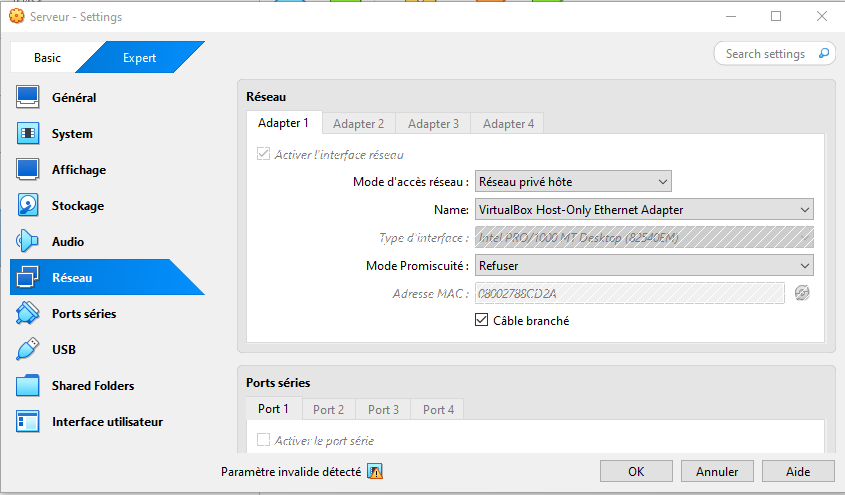 Serveur - Settings
Basic
Expert
Search settings
Général
System
Affichage
Stockage
Audio
Réseau
Ports séries
USB
Shared Folders
Interface utilisateur
Réseau
Adapter 1
Adapter 2
Adapter 3
Adapter 4
Activer l'interface réseau
Mode d'accès réseau :
Réseau privé hôte
Name:
VirtualBox Host-Only Ethernet Adapter
Type d'interface :
Intel PRO/1000 MT Desktop (82540EM)
Mode Promiscuité :
Refuser
Adresse MAC :
08002788CD2A
Câble branché
Ports séries
Port 1
Port 2
Port 3
Port 4
Activer le port série
Paramètre invalide détecté
OK
Annuler
Aide